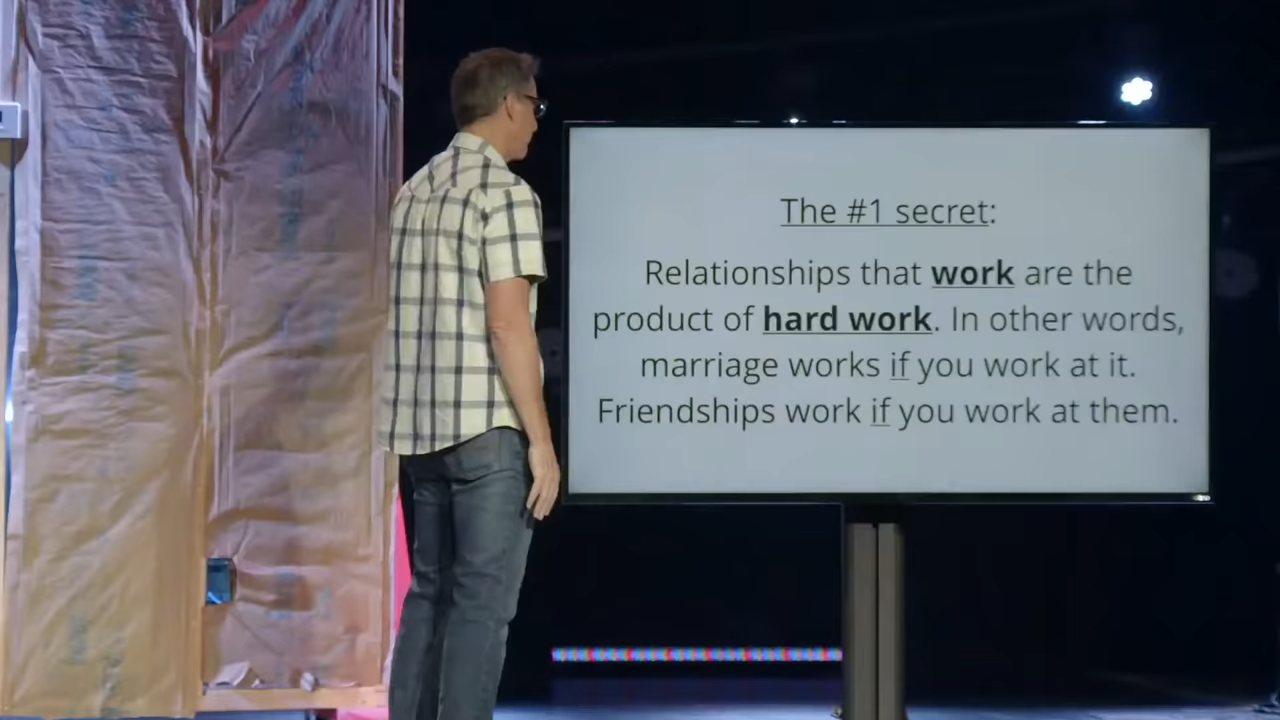 The #1 secret:
Relationships that work are the
product of hard work. In other words,
marriage works if you work at it.
Friendships work if you work at them.